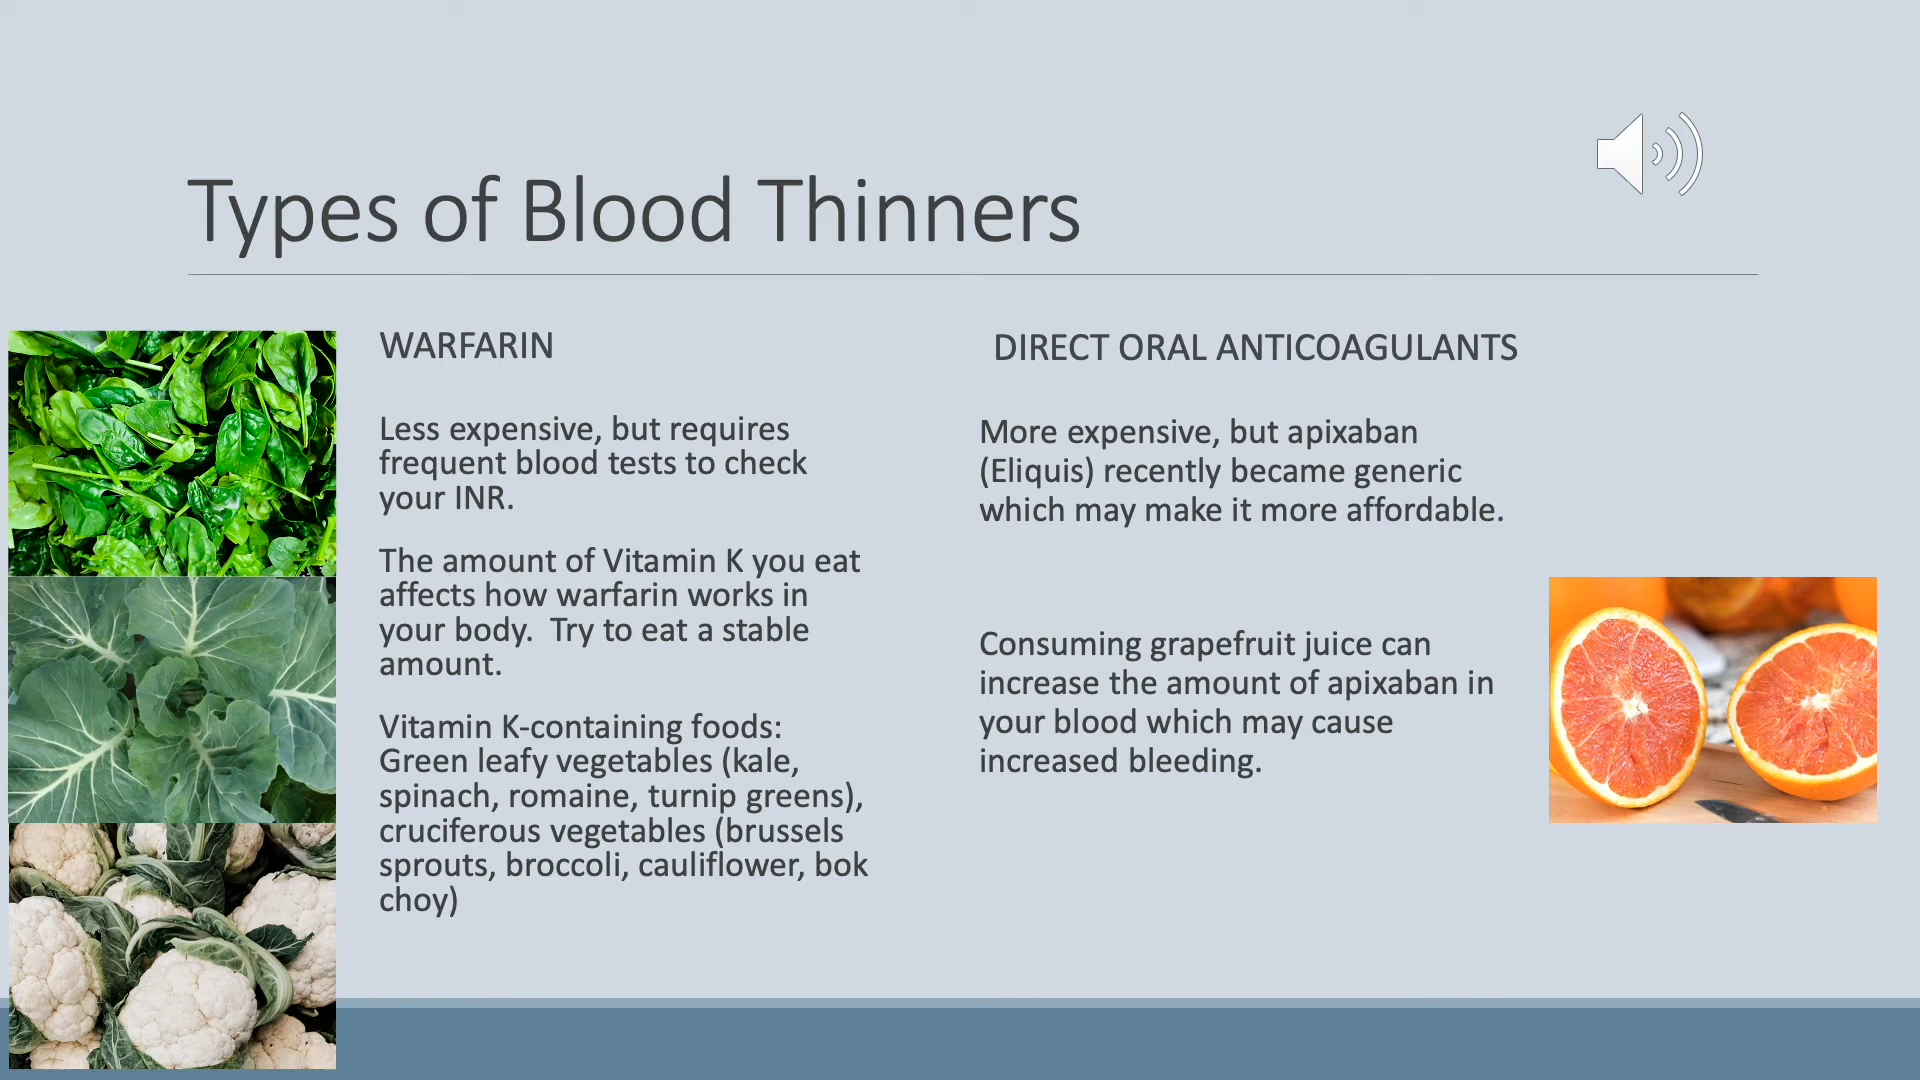 Types of Blood Thinners
WARFARIN
Less expensive, but requires
frequent blood tests to check
your INR.
The amount of Vitamin K you eat
affects how warfarin works in
your body.  Try to eat a stable
amount.
Vitamin K-containing foods:
Green leafy vegetables (kale,
spinach, romaine, turnip greens),
cruciferous vegetables (brussels
sprouts, broccoli, cauliflower, bok
choy)
DIRECT ORAL ANTICOAGULANTS
More expensive, but apixaban
(Eliquis) recently became generic
which may make it more affordable.
Consuming grapefruit juice can
increase the amount of apixaban in
your blood which may cause
increased bleeding.